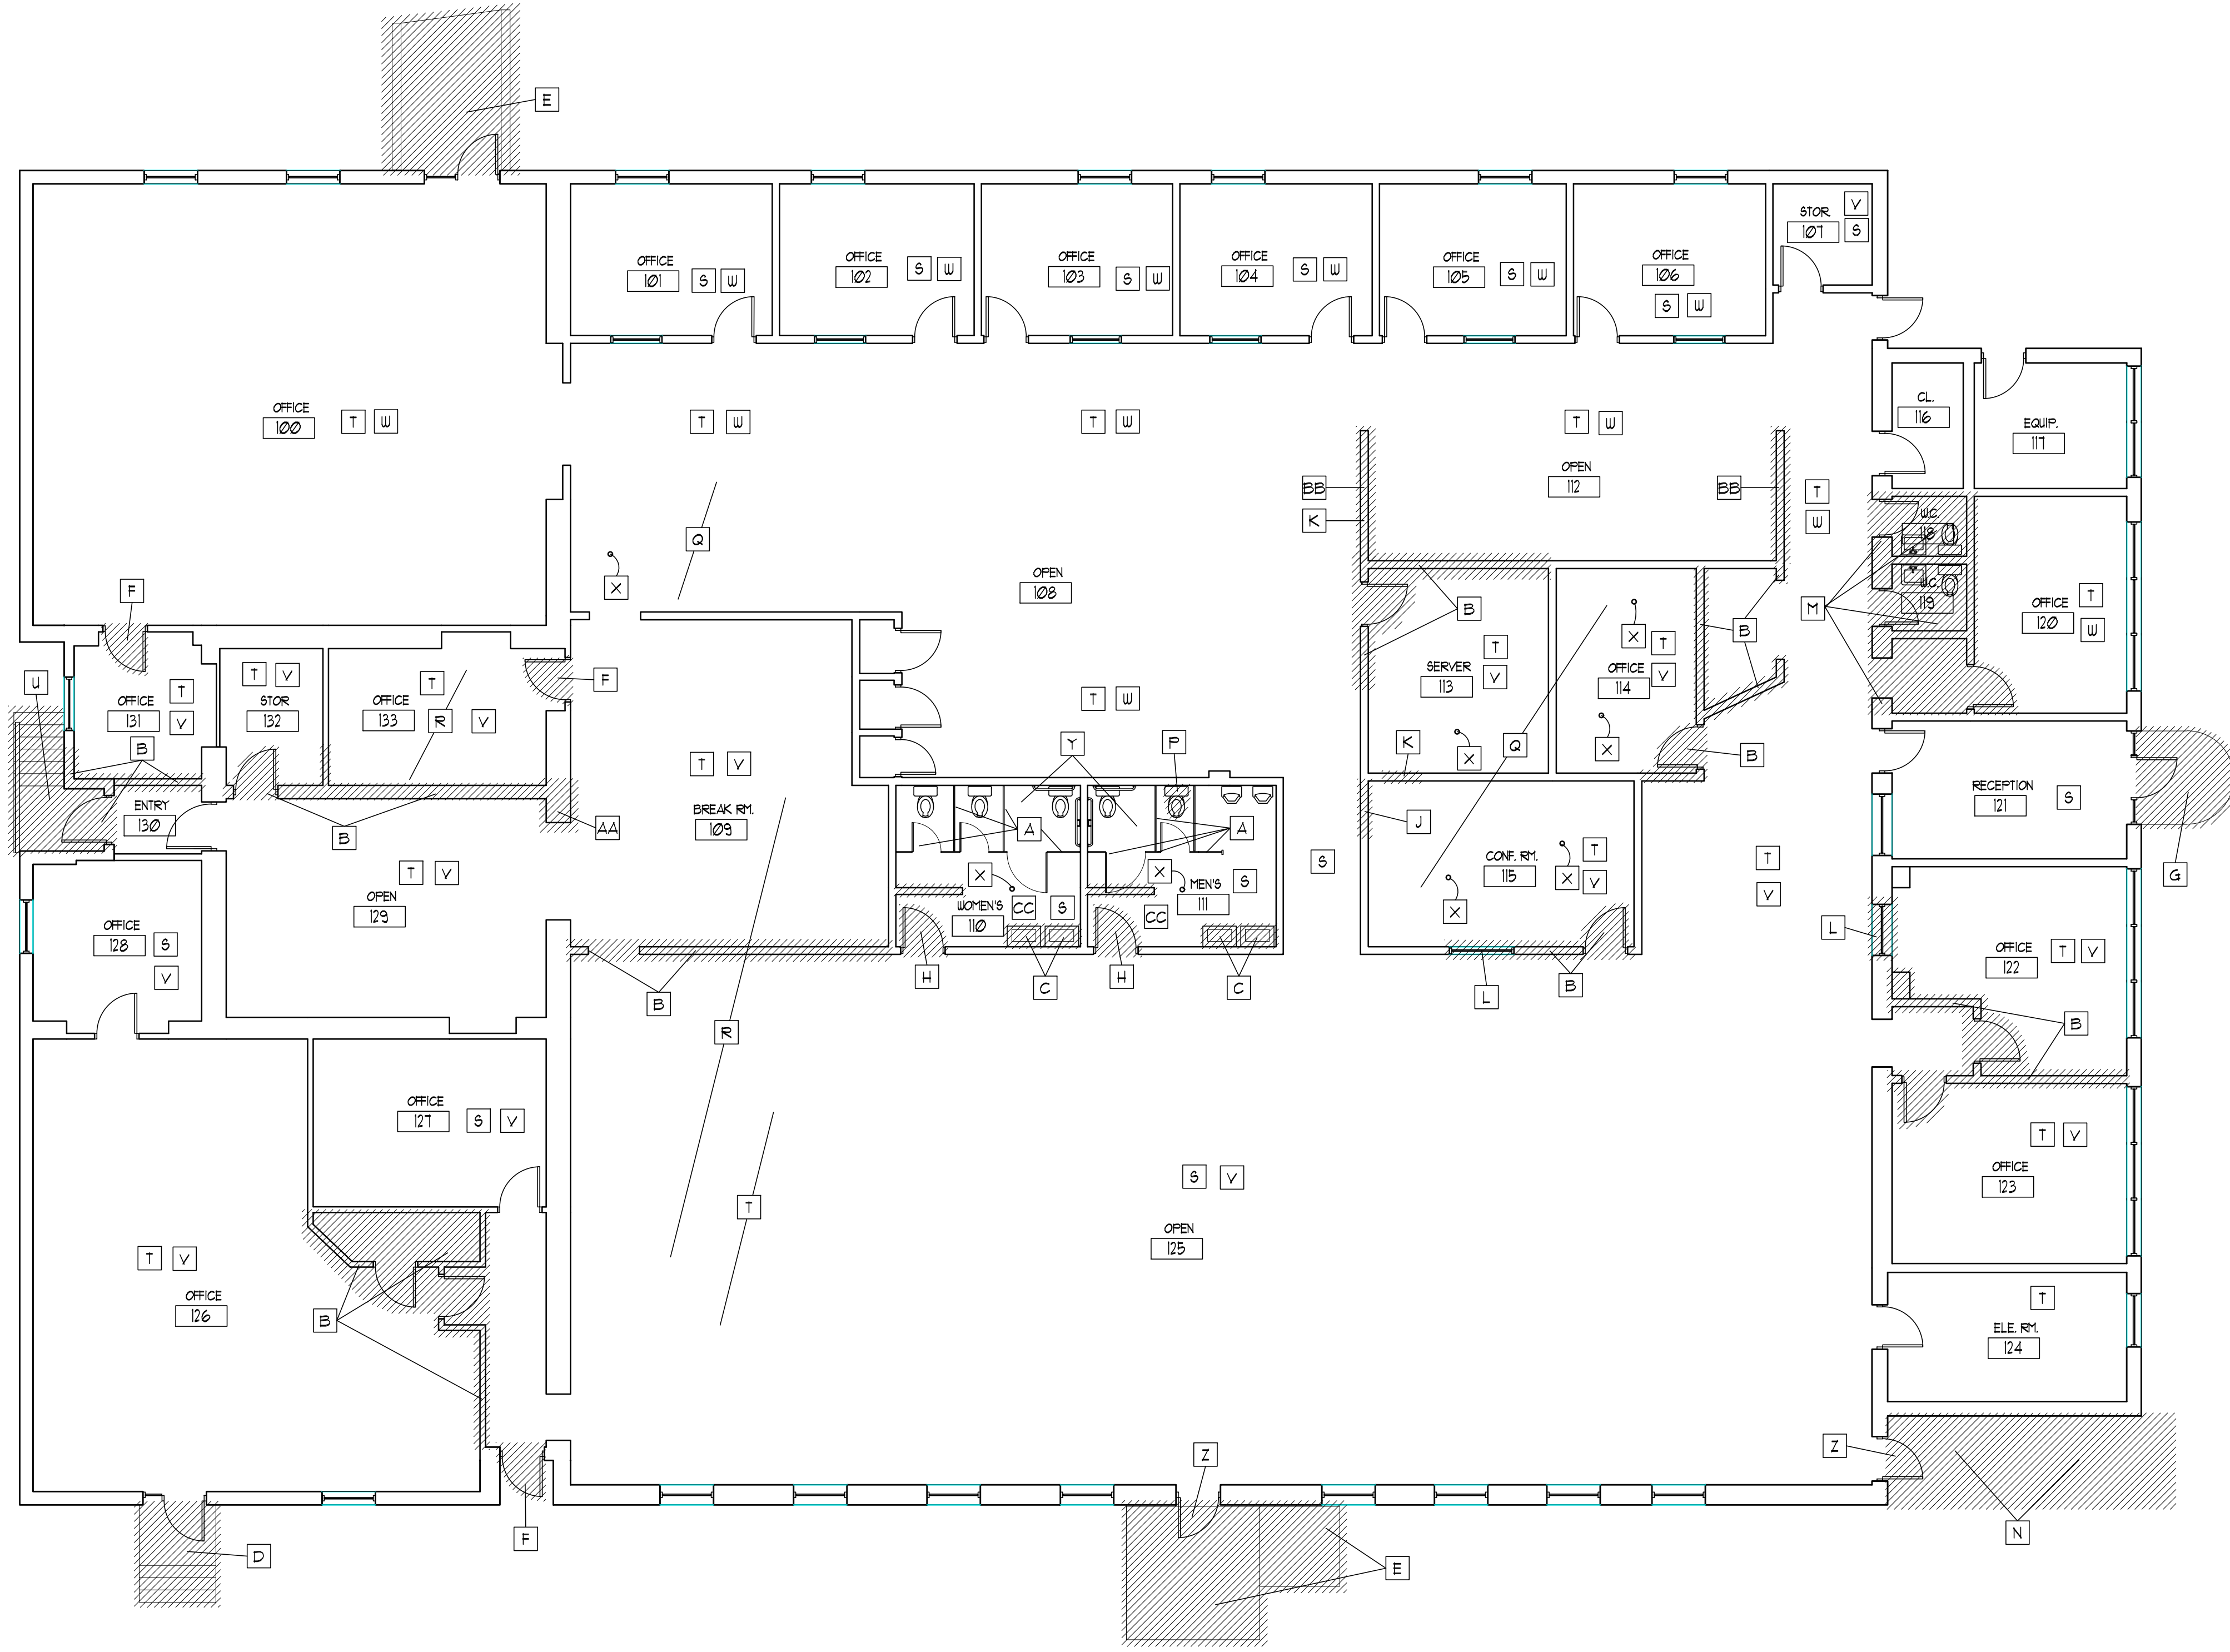 E
V
STOR.
107
S
OFFICE
101
S
W
OFFICE
102
S
W
OFFICE
103
S
W
OFFICE
104
S
W
OFFICE
105
S
W
OFFICE
106
S
W
OFFICE
100
T
W
T
W
T
W
T
W
CL.
116
EQUIP.
117
OPEN
112
BB
BB
K
T
W
Q
W.C.
118
X
OPEN
108
F
B
M
W.C.
119
OFFICE
120
T
W
X
B
T
T
U
OFFICE
131
T
V
T
V
STOR
132
OFFICE
133
T
R
V
F
SERVER
113
V
OFFICE
114
V
T
W
B
Y
P
K
X
Q
X
B
T
V
RECEPTION
121
S
ENTRY
130
B
AA
BREAK RM.
109
A
A
J
G
T
V
OPEN
129
X
X
S
MEN'S
111
S
CONF. RM.
115
T
X
V
X
T
V
WOMEN'S
110
CC
S
CC
L
OFFICE
128
S
V
OFFICE
122
T
V
H
C
H
C
L
B
B
R
B
OFFICE
127
S
V
T
V
OFFICE
123
S
V
T
OPEN
125
T
V
OFFICE
126
B
T
ELE. RM.
124
Z
Z
F
N
D
E